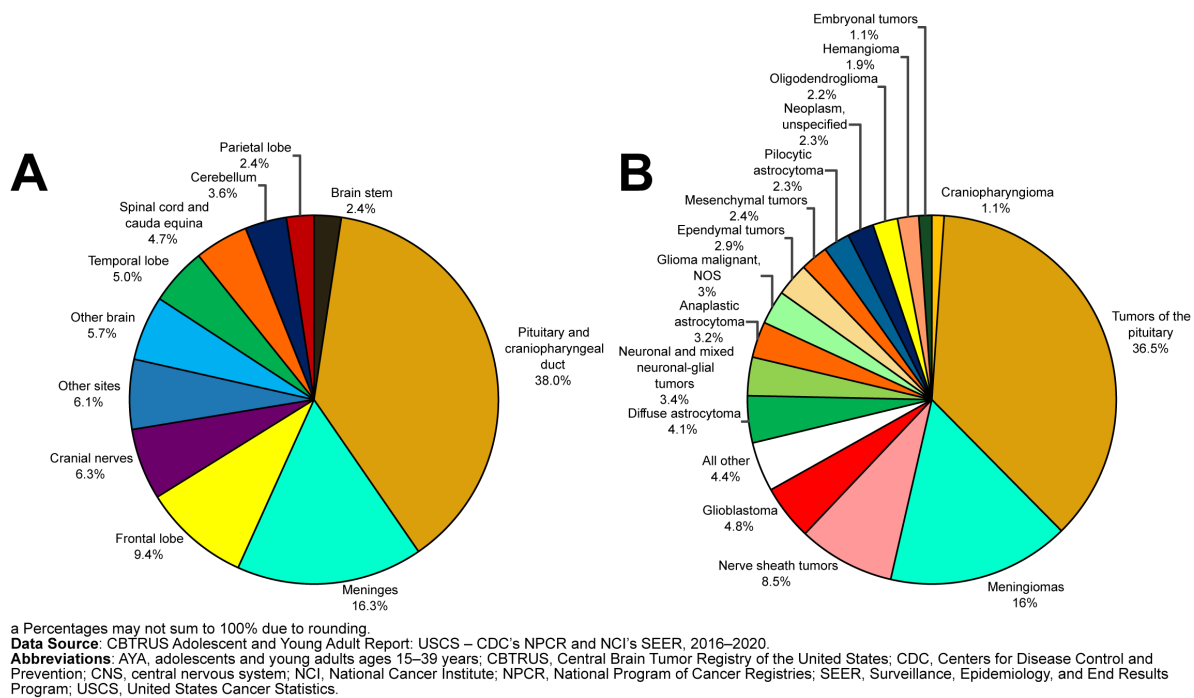 A
Parietal lobe
2.4%
Cerebellum
3.6%
Spinal cord and
cauda equina
4.7%
Temporal lobe
5.0%
Other brain
5.7%
Other sites
6.1%
Cranial nerves
6.3%
Frontal lobe
9.4%
Meninges
16.3%
Pituitary and
craniopharyngeal
duct
38.0%
Brain stem
2.4%
B
Embryonal tumors
1.1%
Hemangioma
1.9%
Oligodendroglioma
2.2%
Neoplasm,
unspecified
2.3%
Pilocytic
astrocytoma
2.3%
Mesenchymal tumors
2.4%
Ependymal tumors
2.9%
Glioma malignant,
NOS
3%
Anaplastic
astrocytoma
3.2%
Neuronal and mixed
neuronal-glial
tumors
3.4%
Diffuse astrocytoma
4.1%
All other
4.4%
Glioblastoma
4.8%
Nerve sheath tumors
8.5%
Meningiomas
16%
Tumors of the
pituitary
36.5%
Craniopharyngioma
1.1%
a Percentages may not sum to 100% due to rounding.
Data Source: CBTRUS Adolescent and Young Adult Report: USCS – CDC's NPCR and NCI's SEER, 2016–2020.
Abbreviations: AYA, adolescents and young adults ages 15–39 years; CBTRUS, Central Brain Tumor Registry of the United States; CDC, Centers for Disease Control and
Prevention; CNS, central nervous system; NCI, National Cancer Institute; NPCR, National Program of Cancer Registries; SEER, Surveillance, Epidemiology, and End Results
Program; USCS, United States Cancer Statistics.